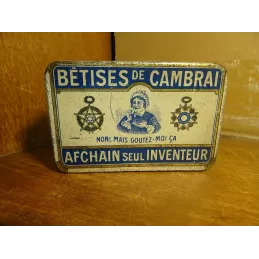 BÊTISES DE CAMBRAI
NON! MAIS GOUTEZ-MOI ÇA
AFCHAIN SEUL INVENTEUR